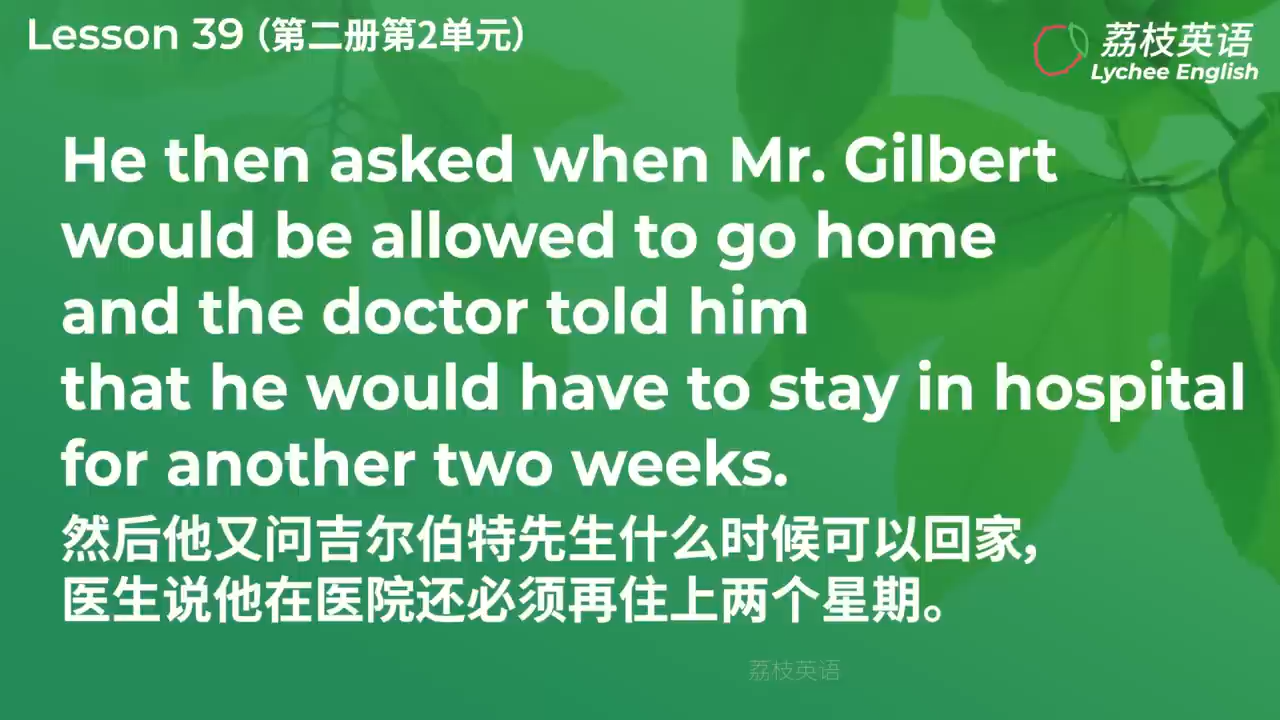 Lesson 39（第二册第2单元）
荔枝英语
Lychee English
He then asked when Mr. Gilbert
would be allowed to go home
and the doctor told him
that he would have to stay in hospital
for another two weeks.
然后他又问吉尔伯特先生什么时候可以回家,
医生说他在医院还必须再住上两个星期。
荔枝英语